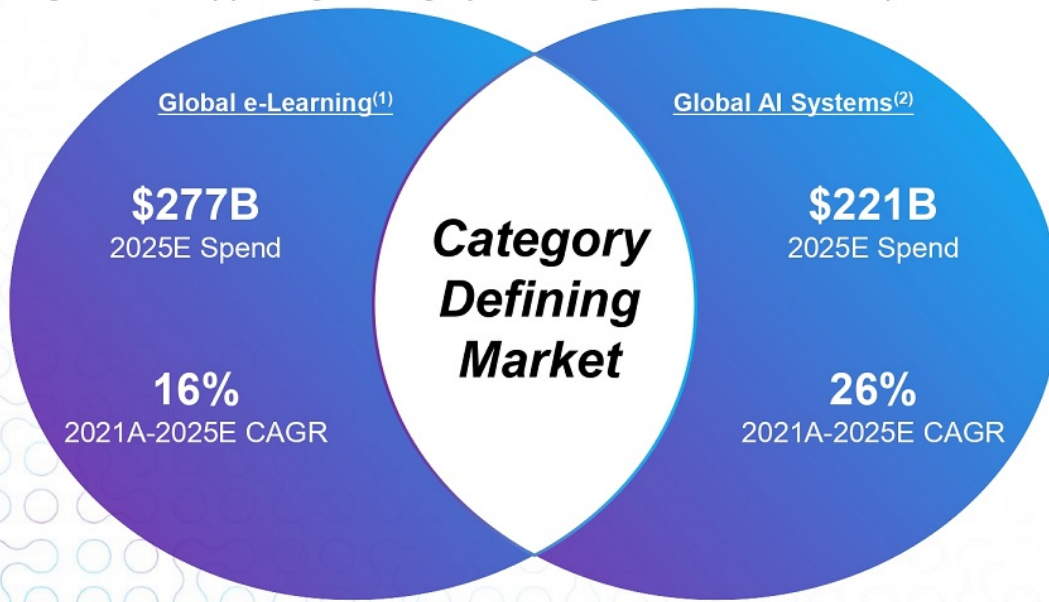 Global e-Learning(1)
$277B
2025E Spend
16%
2021A-2025E CAGR
Category
Defining
Market
Global AI Systems(2)
$221B
2025E Spend
26%
2021A-2025E CAGR